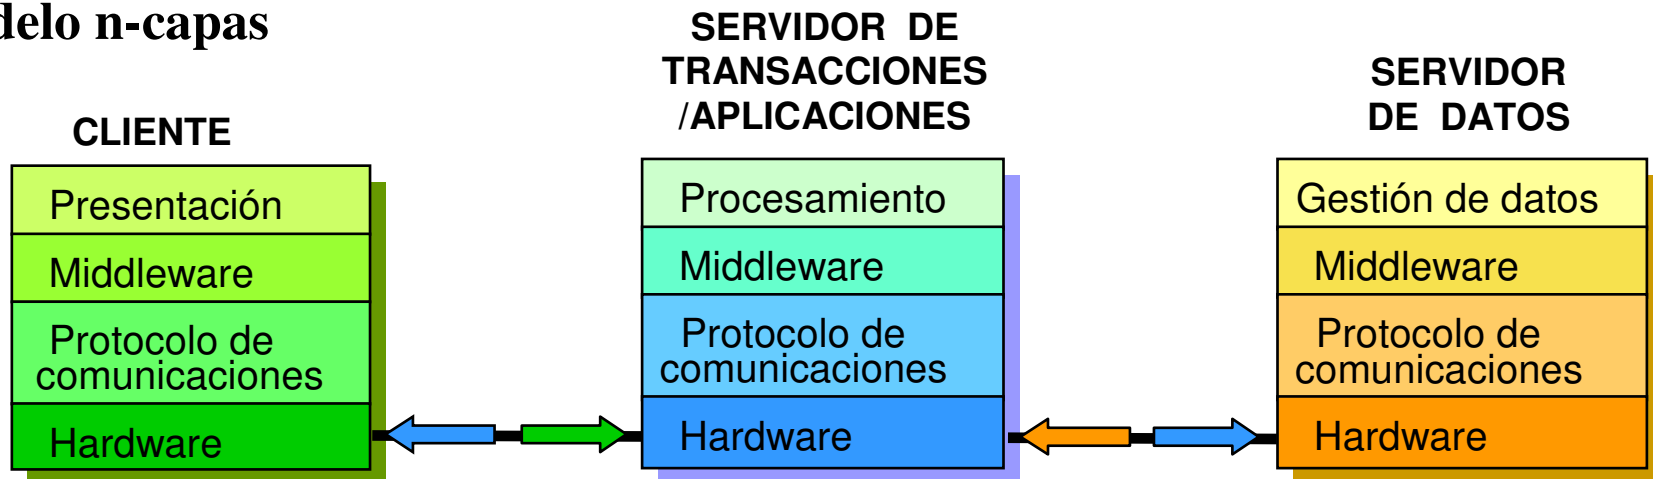 delo n-capas
CLIENTE
Presentación
Middleware
Protocolo de
comunicaciones
Hardware
SERVIDOR DE
TRANSACCIONES
/APLICACIONES
Procesamiento
Middleware
Protocolo de
comunicaciones
Hardware
SERVIDOR
DE DATOS
Gestión de datos
Middleware
Protocolo de
comunicaciones
Hardware